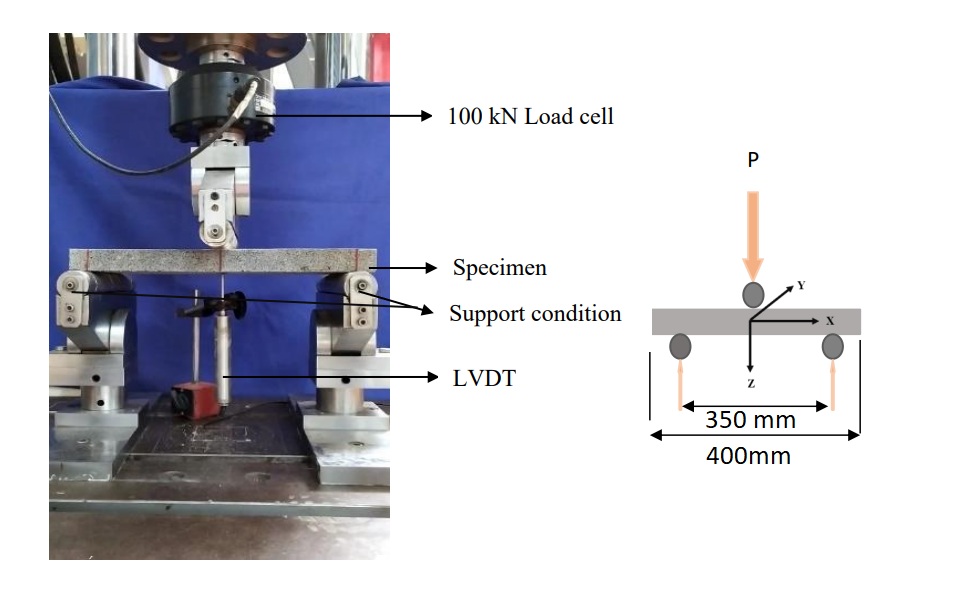 100 kN Load cell
P
Specimen
Support condition
LVDT
Y
X
Z
350 mm
400mm